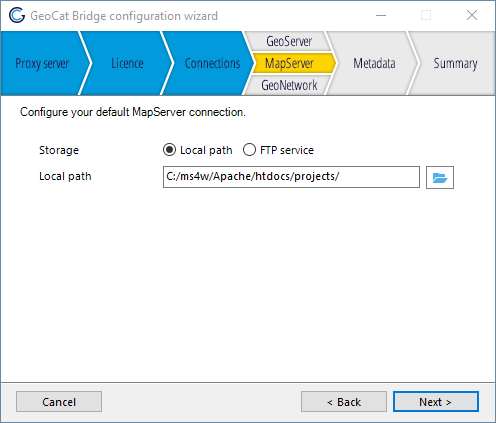 GeoCat Bridge configuration wizard
Proxy server
Licence
Connections
GeoServer
MapServer
GeoNetwork
Metadata
Summary
Configure your default MapServer connection.
Storage Local path FTP service
Local path C:/ms4w/Apache/htdocs/projects/
Cancel < Back Next >